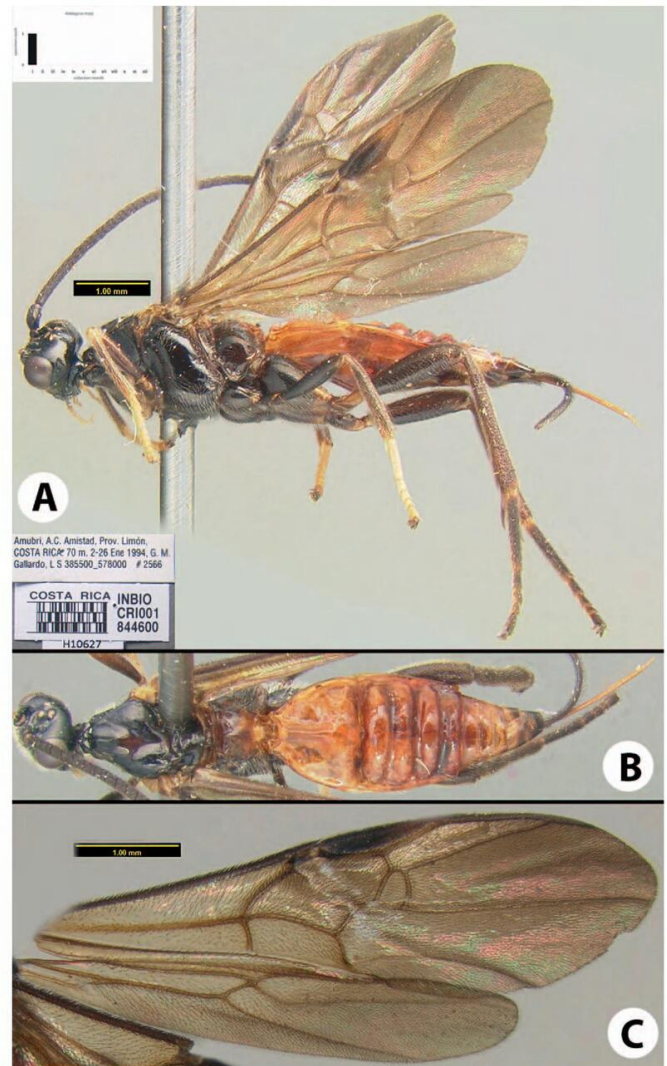 1.00 mm
A
Amubri, A.C. Amistad, Prov. Limón,
COSTA RICA 70 m, 2-26 Ene 1994, G. M.
Gallardo, L S 385500_578000 # 2566
COSTA RICA INBIO
CRI001
844600
H10627
B
1.00 mm
C